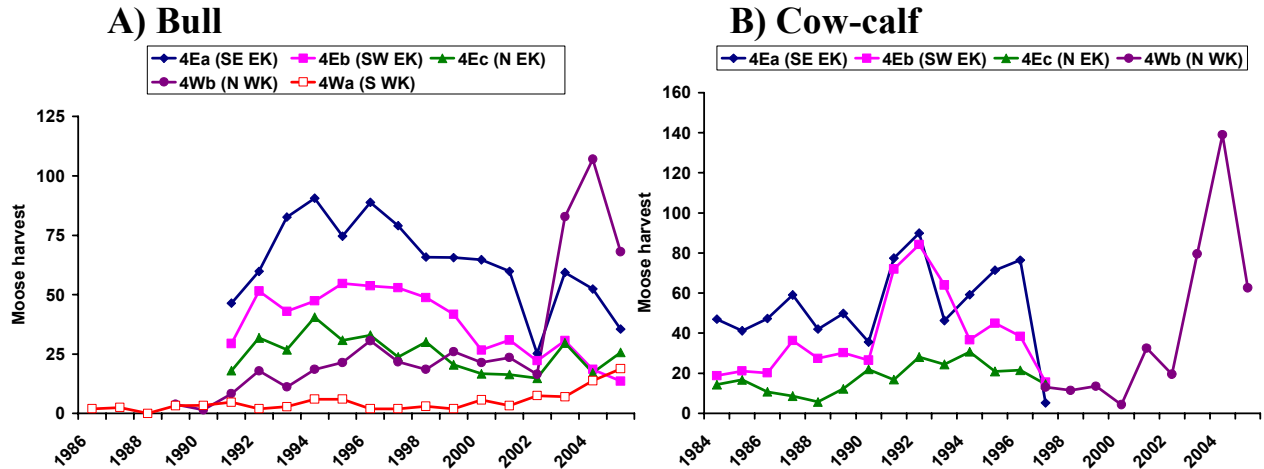 A) Bull
4Ea (SE EK) 4Eb (SW EK) 4Ec (N EK)
4Wb (N WK) 4Wa (S WK)
Moose harvest
125
100
75
50
25
0
1986 1988 1990 1992 1994 1996 1998 2000 2002 2004
B) Cow-calf
4Ea (SE EK) 4Eb (SW EK) 4Ec (N EK) 4Wb (N WK)
Moose harvest
160
140
120
100
80
60
40
20
0
1984 1986 1988 1990 1992 1994 1996 1998 2000 2002 2004